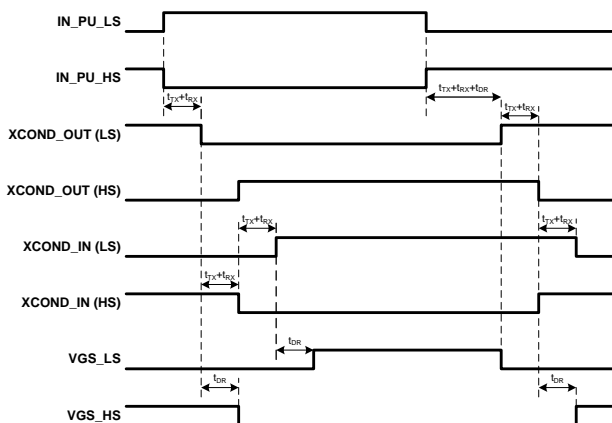 IN_PU_LS
IN_PU_HS
tTX+tRX
tTX+tRX+tDR
tTX+tRX
XCOND_OUT (LS)
XCOND_OUT (HS)
tTX+tRX
tTX+tRX
XCOND_IN (LS)
tTX+tRX
XCOND_IN (HS)
tDR
VGS_LS
tDR
tDR
VGS_HS